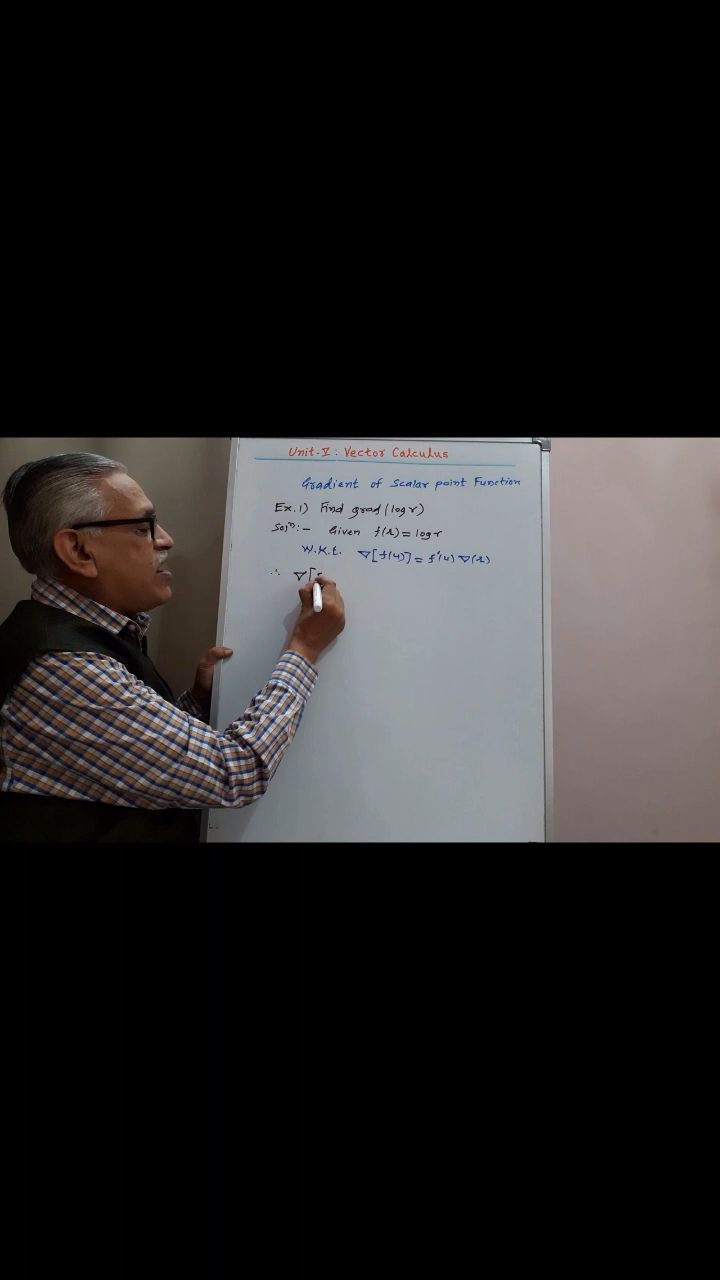 Unit-V: Vector Calculus
Gradient of Scalar point Function
Ex.1) Find grad (log r)
Solⁿ:- Given f(r) = log r
W.K.t. ∇[f(u)] = f'(u) ∇(r)
∴ ∇[